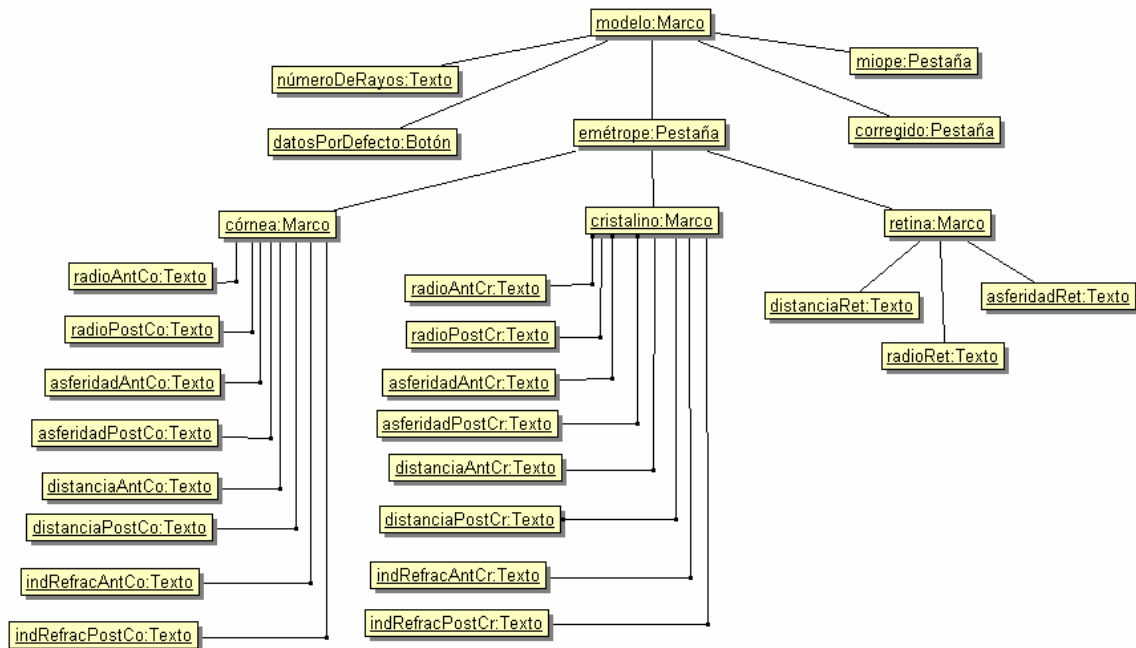 modelo:Marco
númeroDeRayos:Texto
miope:Pestaña
datosPorDefecto:Botón
emétrope:Pestaña
corregido:Pestaña
córnea:Marco
cristalino:Marco
retina:Marco
radioAntCo:Texto
radioPostCo:Texto
asferidadAntCo:Texto
asferidadPostCo:Texto
distanciaAntCo:Texto
distanciaPostCo:Texto
indRefracAntCo:Texto
indRefracPostCo:Texto
radioAntCr:Texto
radioPostCr:Texto
asferidadAntCr:Texto
asferidadPostCr:Texto
distanciaAntCr:Texto
distanciaPostCr:Texto
indRefracAntCr:Texto
indRefracPostCr:Texto
distanciaRet:Texto
asferidadRet:Texto
radioRet:Texto